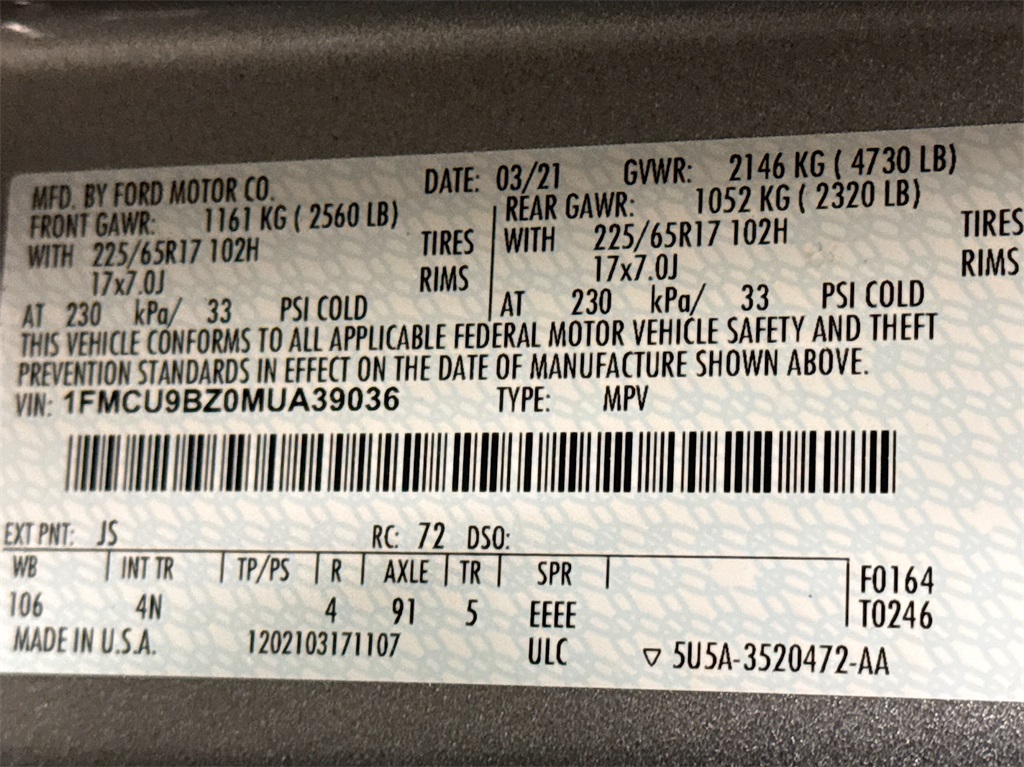 MFD. BY FORD MOTOR CO. DATE: 03/21 GVWR: 2146 KG ( 4730 LB)
FRONT GAWR: 1161 KG ( 2560 LB) REAR GAWR: 1052 KG ( 2320 LB)
WITH 225/65R17 102H TIRES WITH 225/65R17 102H TIRES
17x7.0J RIMS 17x7.0J RIMS
AT 230 kPa/ 33 PSI COLD AT 230 kPa/ 33 PSI COLD
THIS VEHICLE CONFORMS TO ALL APPLICABLE FEDERAL MOTOR VEHICLE SAFETY AND THEFT
PREVENTION STANDARDS IN EFFECT ON THE DATE OF MANUFACTURE SHOWN ABOVE.
VIN: 1FMCU9BZ0MUA39036 TYPE: MPV
EXT PNT: JS RC: 72 DSO:
WB INT TR TP/PS R AXLE TR SPR F0164
106 4N 4 91 5 EEEE T0246
MADE IN U.S.A. 1202103171107 ULC ▽ 5U5A-3520472-AA